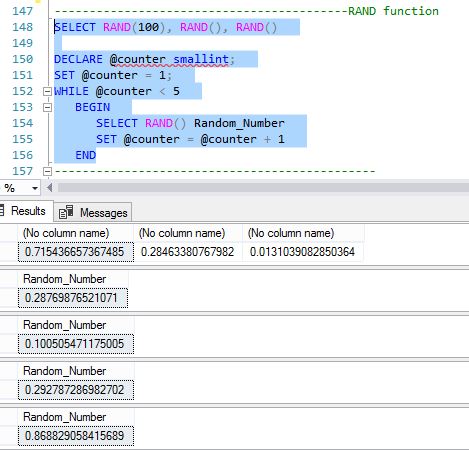 147 ------------------------------------RAND function
148 SELECT RAND(100), RAND(), RAND()
149
150 DECLARE @counter smallint;
151 SET @counter = 1;
152 WHILE @counter < 5
153 BEGIN
154 SELECT RAND() Random_Number
155 SET @counter = @counter + 1
156 END
157 -------------------------------------------
%
Results Messages
(No column name) (No column name) (No column name)
0.715436657367485 0.28463380767982 0.0131039082850364
Random_Number
0.28769876521071
Random_Number
0.100505471175005
Random_Number
0.292787286982702
Random_Number
0.868829058415689